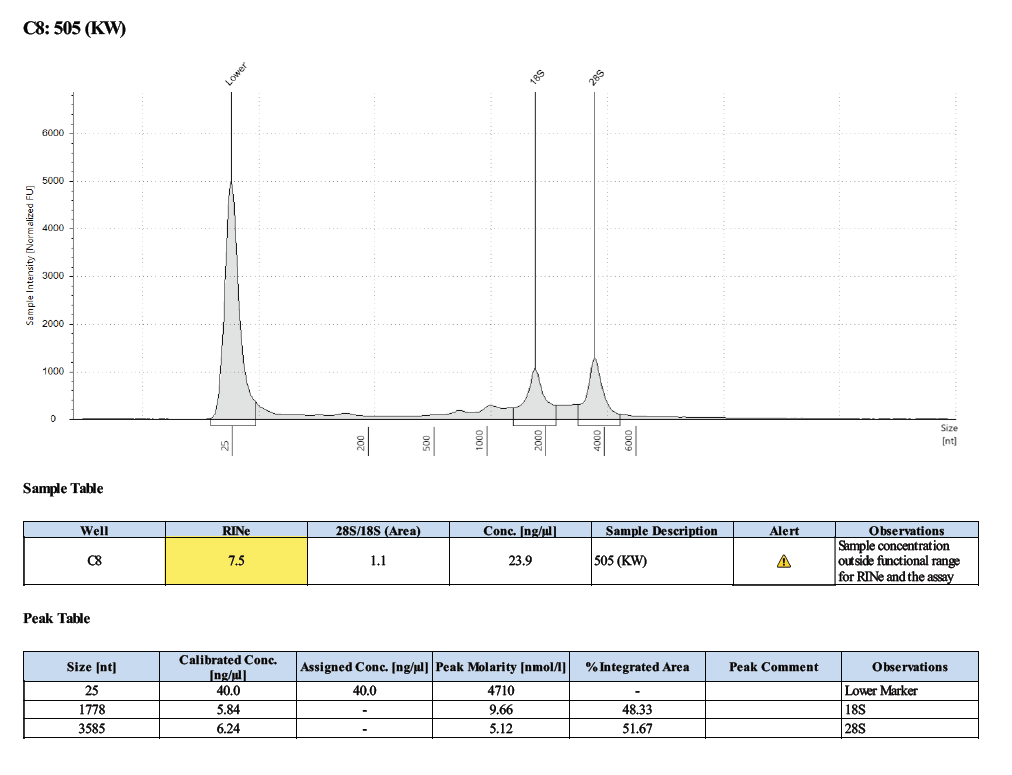 C8: 505 (KW)
Lower
18S
28S
6000
5000
4000
3000
2000
1000
0
Sample Intensity [Normalized FU]
25
200
500
1000
2000
4000
6000
Size
[nt]
Sample Table
Well RINe 28S/18S (Area) Conc. [ng/µl] Sample Description Alert Observations
C8 7.5 1.1 23.9 505 (KW) Sample concentration
outside functional range
for RINe and the assay
Peak Table
Size [nt] Calibrated Conc.
[ng/µl] Assigned Conc. [ng/µl] Peak Molarity [nmol/l] % Integrated Area Peak Comment Observations
25 40.0 40.0 4710 - Lower Marker
1778 5.84 - 9.66 48.33 18S
3585 6.24 - 5.12 51.67 28S